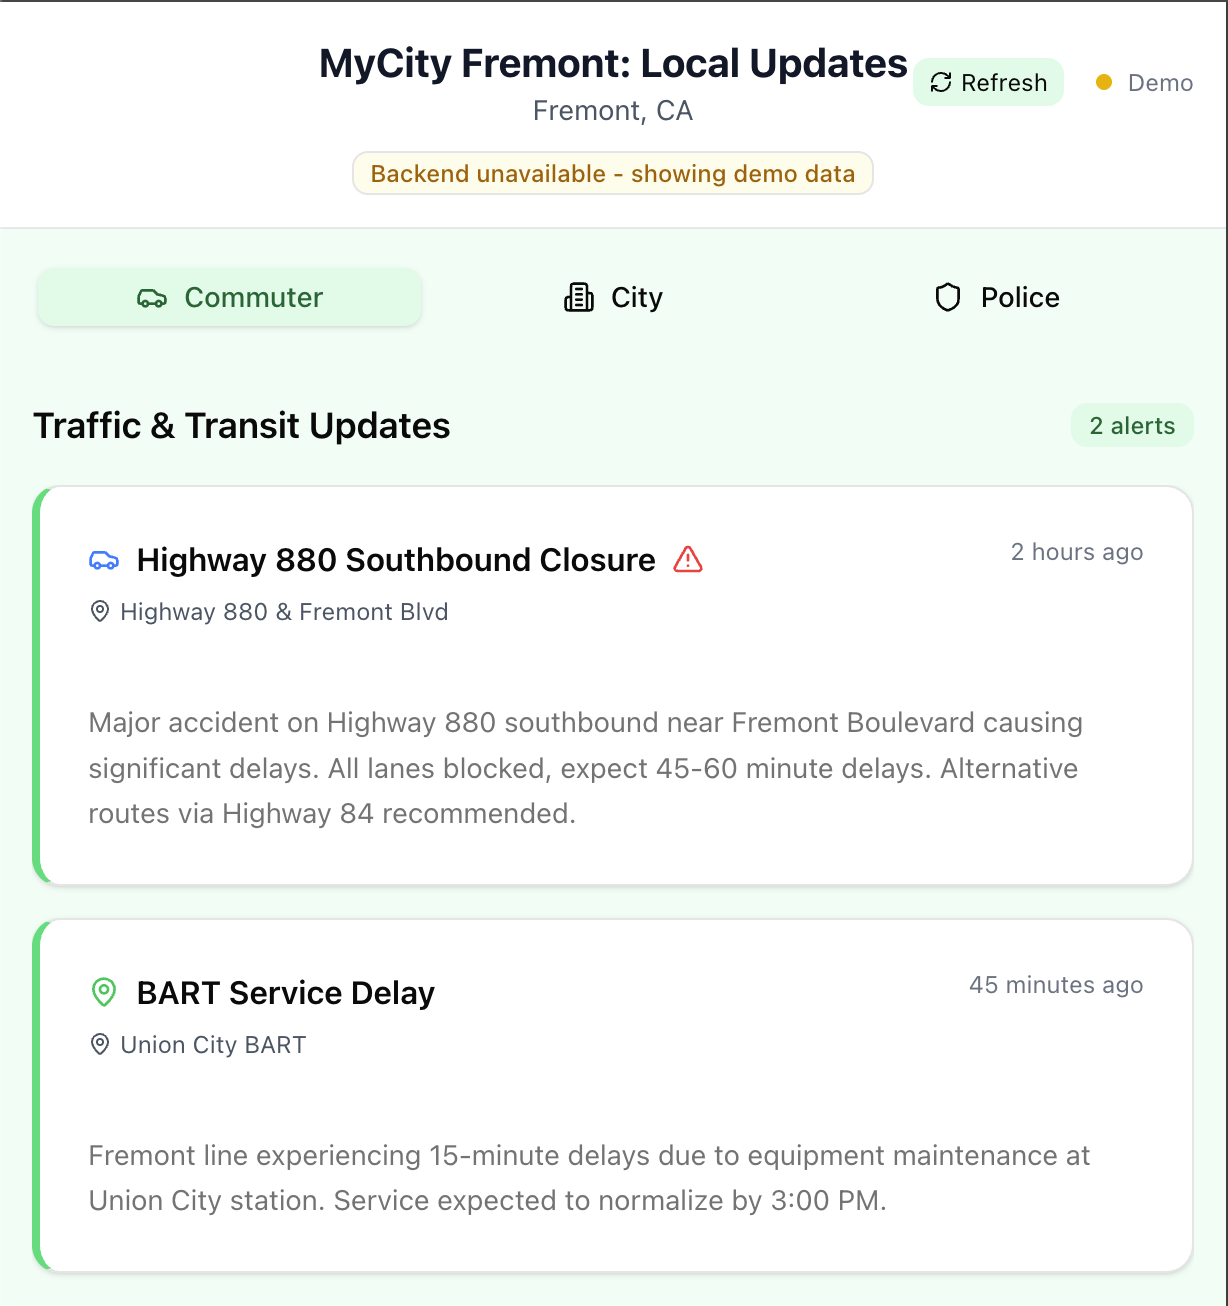 MyCity Fremont: Local Updates
Fremont, CA
Refresh
Demo
Backend unavailable - showing demo data
Commuter
City
Police
Traffic & Transit Updates
2 alerts
Highway 880 Southbound Closure
2 hours ago
Highway 880 & Fremont Blvd
Major accident on Highway 880 southbound near Fremont Boulevard causing
significant delays. All lanes blocked, expect 45-60 minute delays. Alternative
routes via Highway 84 recommended.
BART Service Delay
45 minutes ago
Union City BART
Fremont line experiencing 15-minute delays due to equipment maintenance at
Union City station. Service expected to normalize by 3:00 PM.